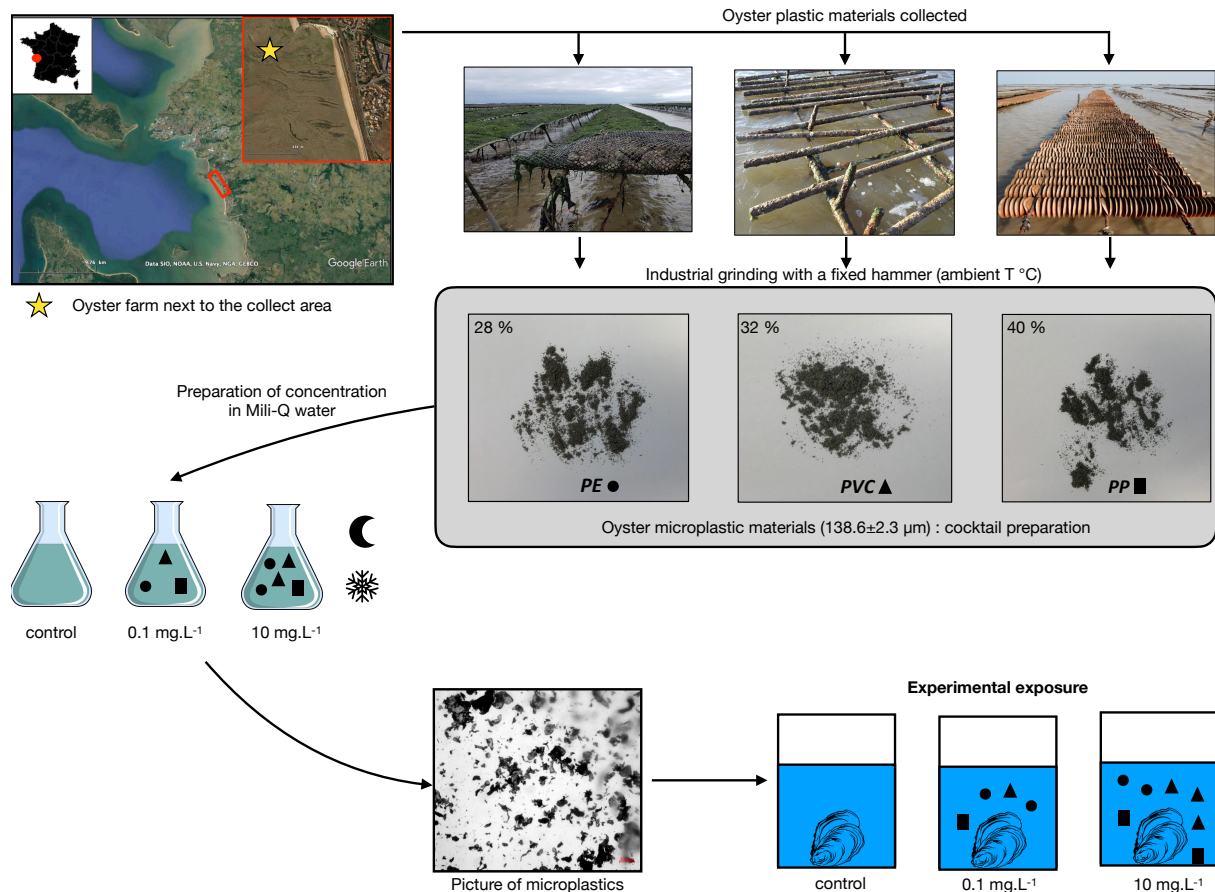 Oyster plastic materials collected
Data SIO, NOAA, U.S. Navy, NGA, GEBCO
Google Earth
Oyster farm next to the collect area
Industrial grinding with a fixed hammer (ambient T °C)
28 %
32 %
40 %
PE
PVC
PP
Oyster microplastic materials (138.6±2.3 µm) : cocktail preparation
Preparation of concentration
in Mili-Q water
control
0.1 mg.L⁻¹
10 mg.L⁻¹
Picture of microplastics
Experimental exposure
control
0.1 mg.L⁻¹
10 mg.L⁻¹